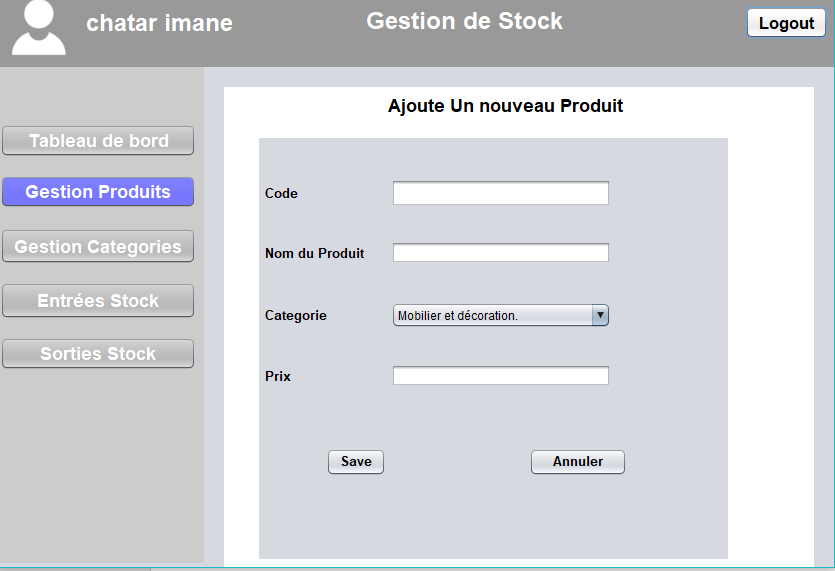 chatar imane
Gestion de Stock
Logout
Tableau de bord
Gestion Produits
Gestion Categories
Entrées Stock
Sorties Stock
Ajoute Un nouveau Produit
Code
Nom du Produit
Categorie
Mobilier et décoration.
Prix
Save
Annuler